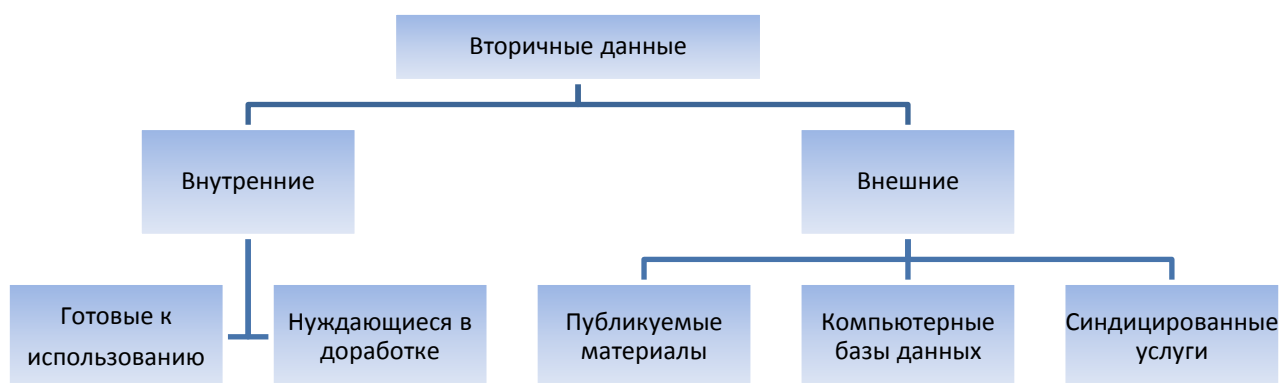 Вторичные данные
Внутренние
Внешние
Готовые к
использованию
Нуждающиеся в
доработке
Публикуемые
материалы
Компьютерные
базы данных
Синдицированные
услуги